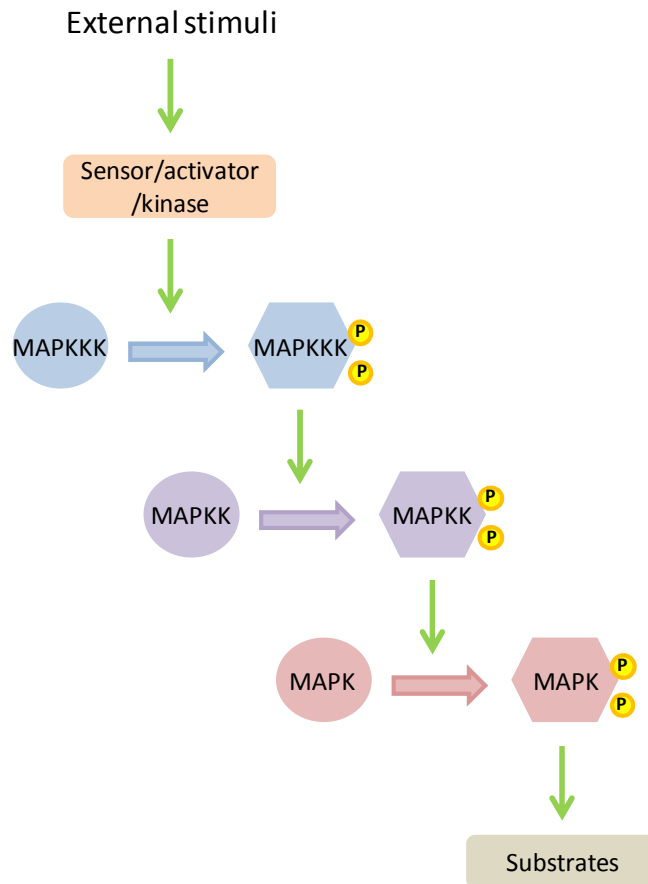 External stimuli
Sensor/activator
/kinase
MAPKKK
MAPKKK
P
P
MAPKK
MAPKK
P
P
MAPK
MAPK
P
P
Substrates